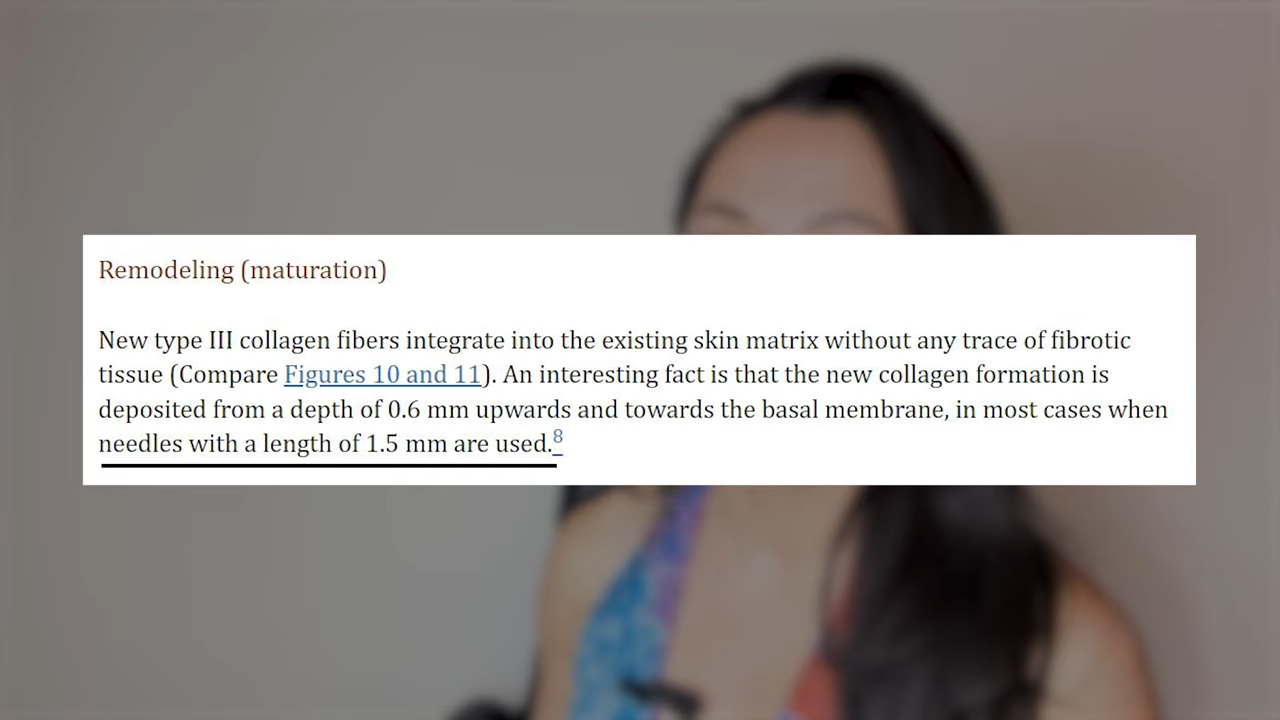 Remodeling (maturation)
New type III collagen fibers integrate into the existing skin matrix without any trace of fibrotic
tissue (Compare Figures 10 and 11). An interesting fact is that the new collagen formation is
deposited from a depth of 0.6 mm upwards and towards the basal membrane, in most cases when
needles with a length of 1.5 mm are used.8